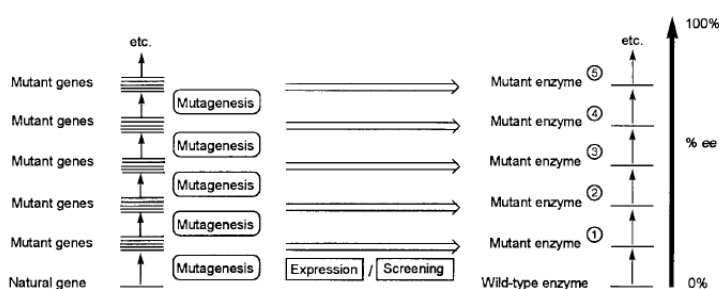 etc. etc. 100%
Mutant genes Mutant enzyme ⑤
Mutagenesis
Mutant genes Mutant enzyme ④
Mutagenesis % ee
Mutant genes Mutant enzyme ③
Mutagenesis
Mutant genes Mutant enzyme ②
Mutagenesis
Mutant genes Mutant enzyme ①
Mutagenesis Expression / Screening
Natural gene Wild-type enzyme 0%